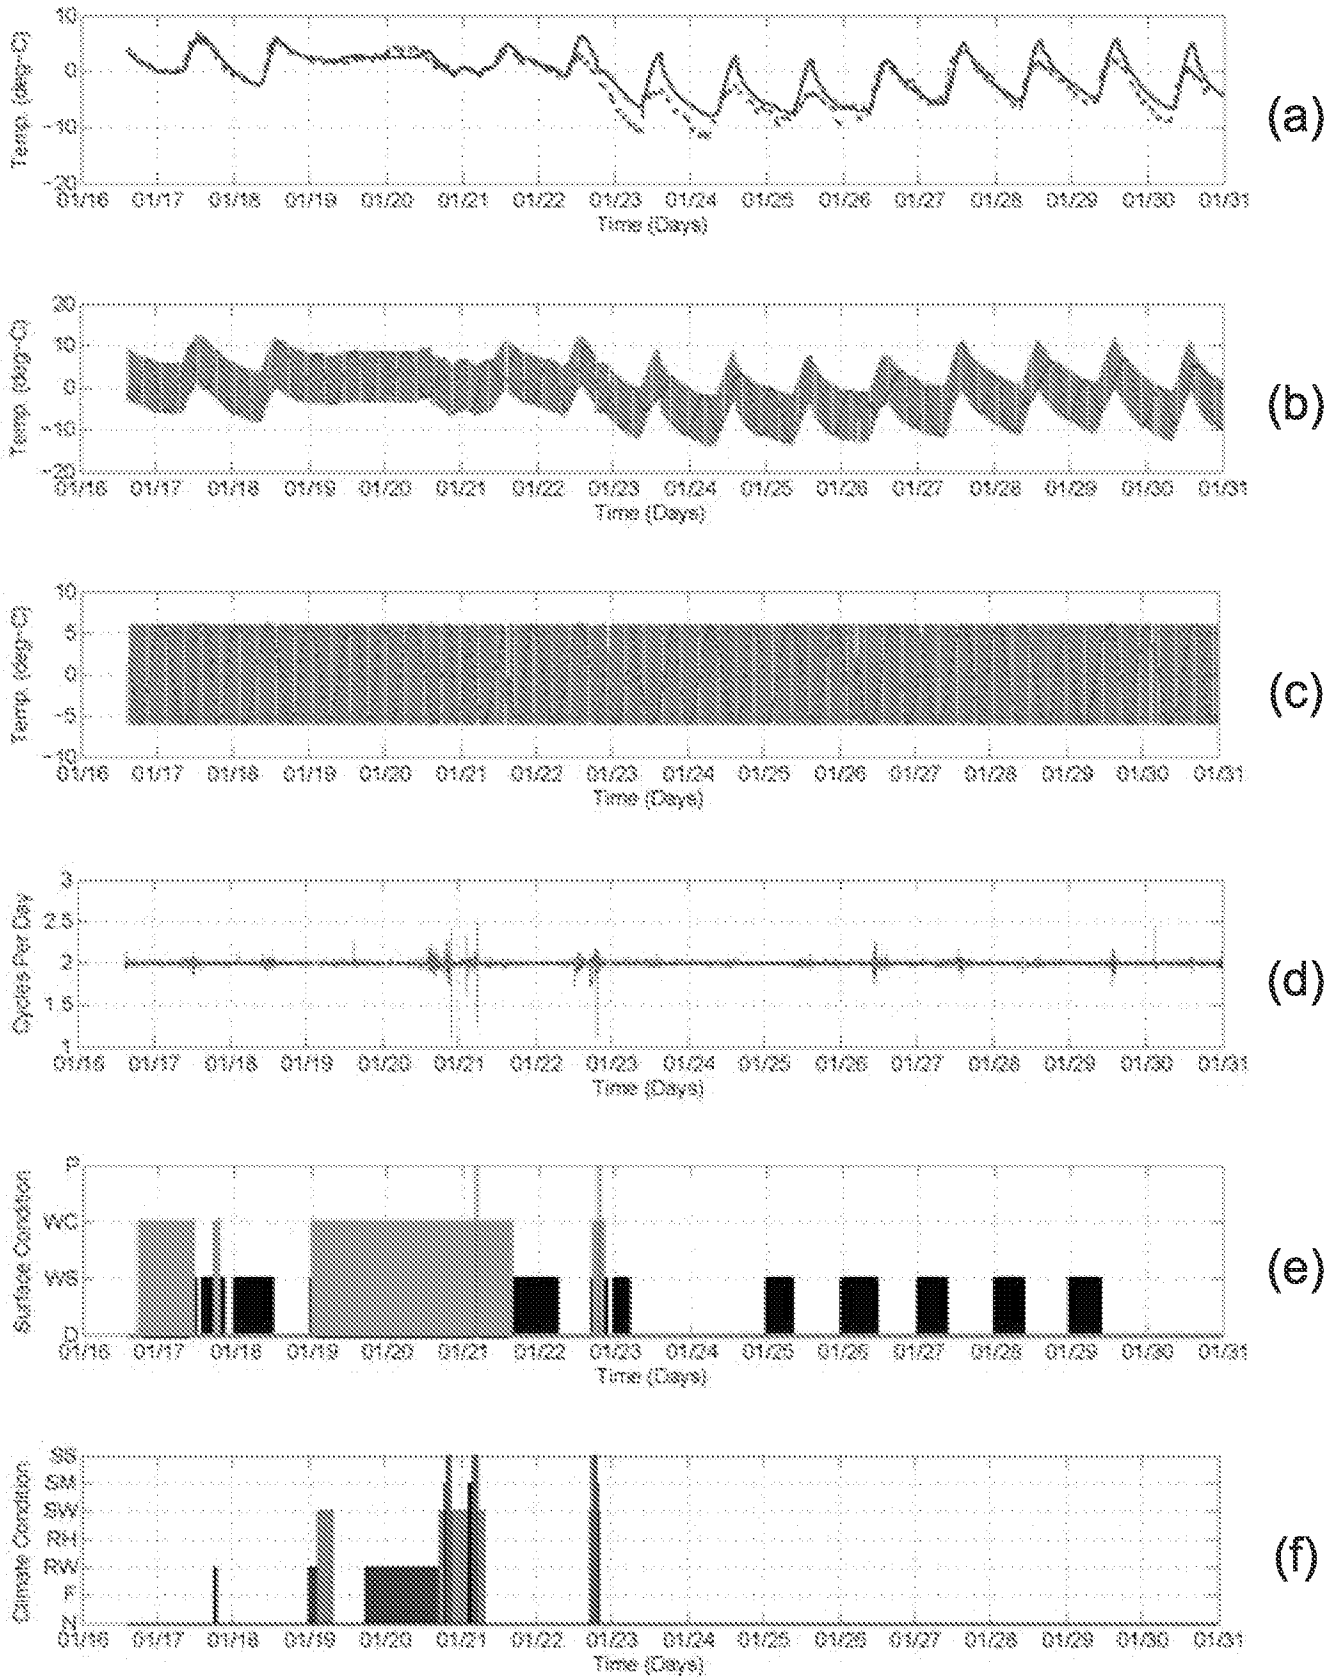 10
0
-10
-20
Temp. (deg-C)
01/16 01/17 01/18 01/19 01/20 01/21 01/22 01/23 01/24 01/25 01/26 01/27 01/28 01/29 01/30 01/31
Time (Days)
(a)
20
10
0
-10
-20
Temp. (deg-C)
01/16 01/17 01/18 01/19 01/20 01/21 01/22 01/23 01/24 01/25 01/26 01/27 01/28 01/29 01/30 01/31
Time (Days)
(b)
10
5
0
-5
-10
Temp. (deg-C)
01/16 01/17 01/18 01/19 01/20 01/21 01/22 01/23 01/24 01/25 01/26 01/27 01/28 01/29 01/30 01/31
Time (Days)
(c)
3
2.5
2
1.5
1
Cycles Per Day
01/16 01/17 01/18 01/19 01/20 01/21 01/22 01/23 01/24 01/25 01/26 01/27 01/28 01/29 01/30 01/31
Time (Days)
(d)
P
WC
WS
D
Surface Condition
01/16 01/17 01/18 01/19 01/20 01/21 01/22 01/23 01/24 01/25 01/26 01/27 01/28 01/29 01/30 01/31
Time (Days)
(e)
SS
SM
SW
RH
RW
F
N
Climate Condition
01/16 01/17 01/18 01/19 01/20 01/21 01/22 01/23 01/24 01/25 01/26 01/27 01/28 01/29 01/30 01/31
Time (Days)
(f)